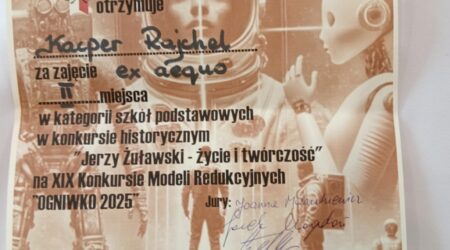 otrzymuje
Kacper Rajchel
za zajęcie ex aequo
II miejsca
w kategorii szkół podstawowych
w konkursie historycznym
"Jerzy Żuławski - życie i twórczość"
na XIX Konkursie Modeli Redukcyjnych
"OGNIWKO 2025" Jury: Joanna